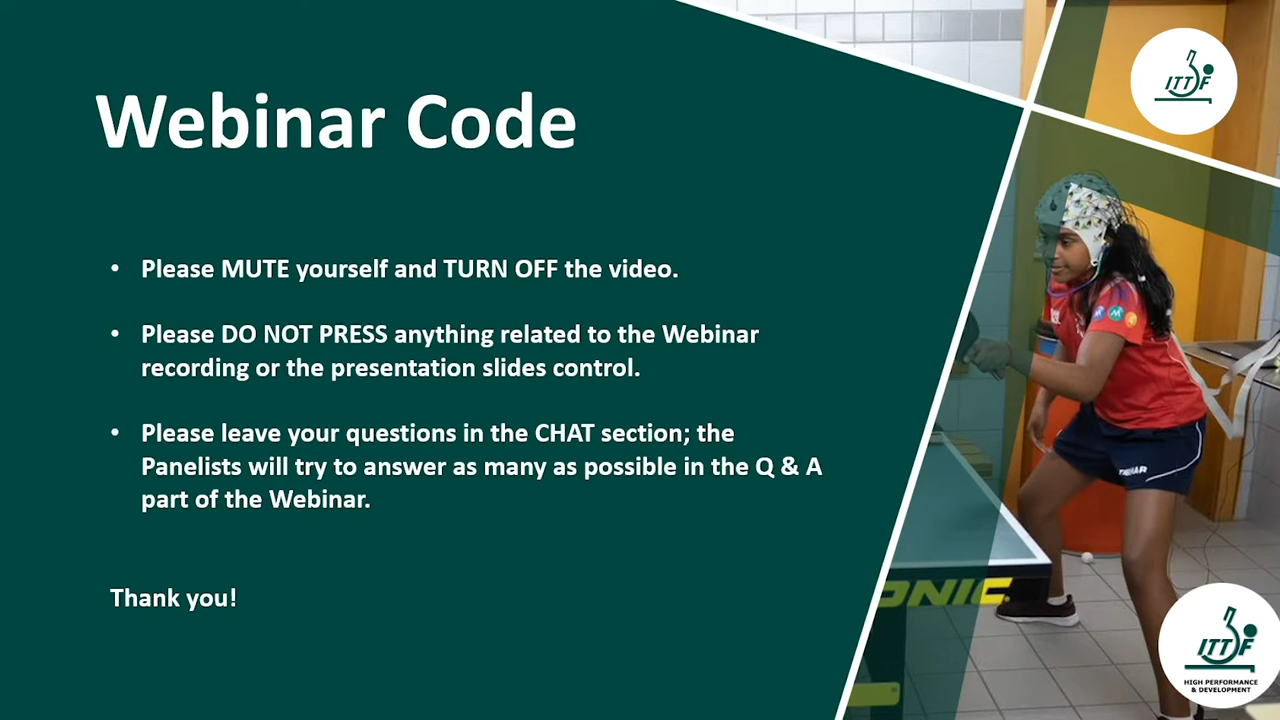 Webinar Code
ITTF
• Please MUTE yourself and TURN OFF the video.
• Please DO NOT PRESS anything related to the Webinar
recording or the presentation slides control.
• Please leave your questions in the CHAT section; the
Panelists will try to answer as many as possible in the Q & A
part of the Webinar.
Thank you!
ONIC
ITTF
HIGH PERFORMANCE
& DEVELOPMENT